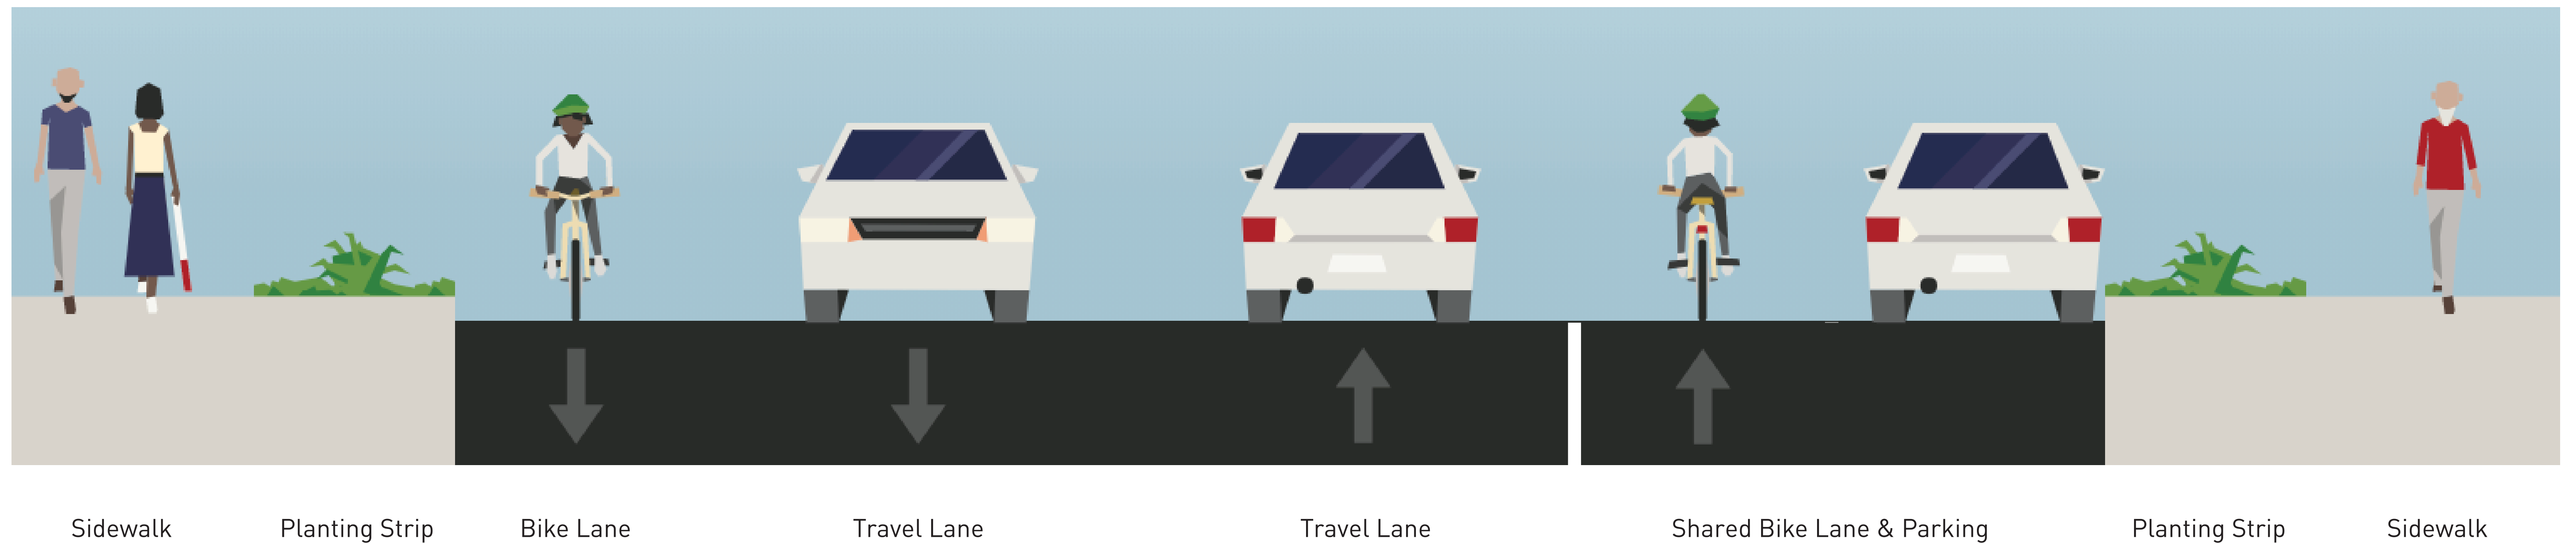 Sidewalk
Planting Strip
Bike Lane
Travel Lane
Travel Lane
Shared Bike Lane & Parking
Planting Strip
Sidewalk